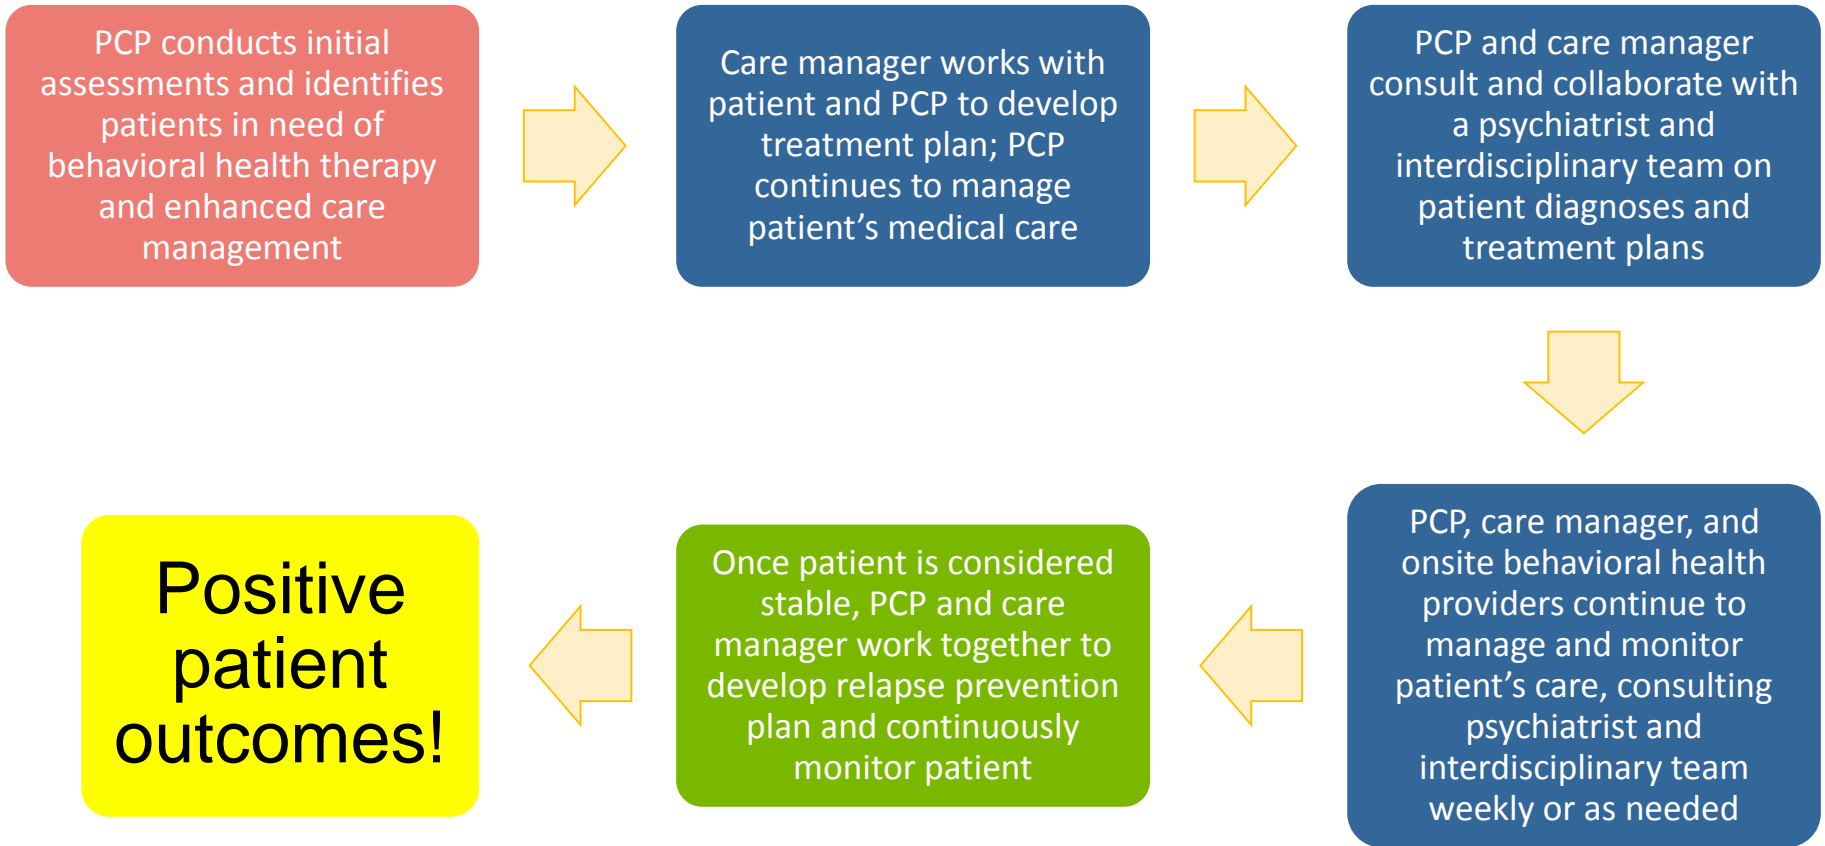 PCP conducts initial
assessments and identifies
patients in need of
behavioral health therapy
and enhanced care
management
Care manager works with
patient and PCP to develop
treatment plan; PCP
continues to manage
patient’s medical care
PCP and care manager
consult and collaborate with
a psychiatrist and
interdisciplinary team on
patient diagnoses and
treatment plans
PCP, care manager, and
onsite behavioral health
providers continue to
manage and monitor
patient’s care, consulting
psychiatrist and
interdisciplinary team
weekly or as needed
Once patient is considered
stable, PCP and care
manager work together to
develop relapse prevention
plan and continuously
monitor patient
Positive
patient
outcomes!